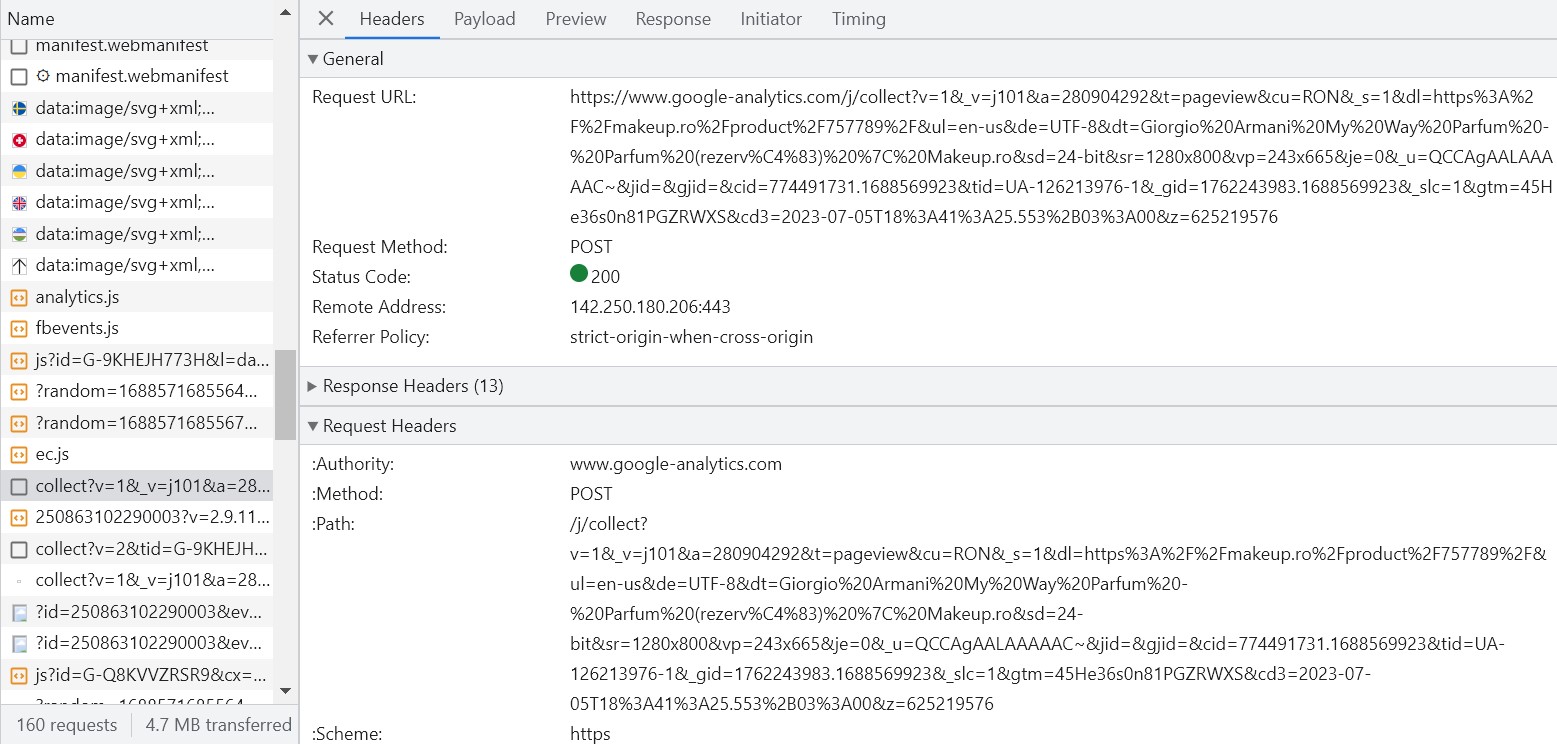 Name
manifest.webmanifest
manifest.webmanifest
data:image/svg+xml;...
data:image/svg+xml;...
data:image/svg+xml;...
data:image/svg+xml;...
data:image/svg+xml;...
data:image/svg+xml,...
analytics.js
fbevents.js
js?id=G-9KHEJH773H&l=da...
?random=1688571685564...
?random=1688571685567...
ec.js
collect?v=1&_v=j101&a=28...
250863102290003?v=2.9.11...
collect?v=2&tid=G-9KHEJH...
collect?v=1&_v=j101&a=28...
?id=250863102290003&ev...
?id=250863102290003&ev...
js?id=G-Q8KVVZRSR9&cx=...
?random=1688571685564...
160 requests
4.7 MB transferred
Headers
Payload
Preview
Response
Initiator
Timing
General
Request URL:
https://www.google-analytics.com/j/collect?v=1&_v=j101&a=280904292&t=pageview&cu=RON&_s=1&dl=https%3A%2
F%2Fmakeup.ro%2Fproduct%2F757789%2F&ul=en-us&de=UTF-8&dt=Giorgio%20Armani%20My%20Way%20Parfum%20-
%20Parfum%20(rezerv%C4%83)%20%7C%20Makeup.ro&sd=24-bit&sr=1280x800&vp=243x665&je=0&_u=QCCAgAALAAA
AAC~&jid=&gjid=&cid=774491731.1688569923&tid=UA-126213976-1&_gid=1762243983.1688569923&_slc=1&gtm=45H
e36s0n81PGZRWXS&cd3=2023-07-05T18%3A41%3A25.553%2B03%3A00&z=625219576
Request Method:
POST
Status Code:
200
Remote Address:
142.250.180.206:443
Referrer Policy:
strict-origin-when-cross-origin
Response Headers (13)
Request Headers
:Authority:
www.google-analytics.com
:Method:
POST
:Path:
/j/collect?
v=1&_v=j101&a=280904292&t=pageview&cu=RON&_s=1&dl=https%3A%2F%2Fmakeup.ro%2Fproduct%2F757789%2F&
ul=en-us&de=UTF-8&dt=Giorgio%20Armani%20My%20Way%20Parfum%20-
%20Parfum%20(rezerv%C4%83)%20%7C%20Makeup.ro&sd=24-
bit&sr=1280x800&vp=243x665&je=0&_u=QCCAgAALAAAAAC~&jid=&gjid=&cid=774491731.1688569923&tid=UA-
126213976-1&_gid=1762243983.1688569923&_slc=1&gtm=45He36s0n81PGZRWXS&cd3=2023-07-
05T18%3A41%3A25.553%2B03%3A00&z=625219576
:Scheme:
https